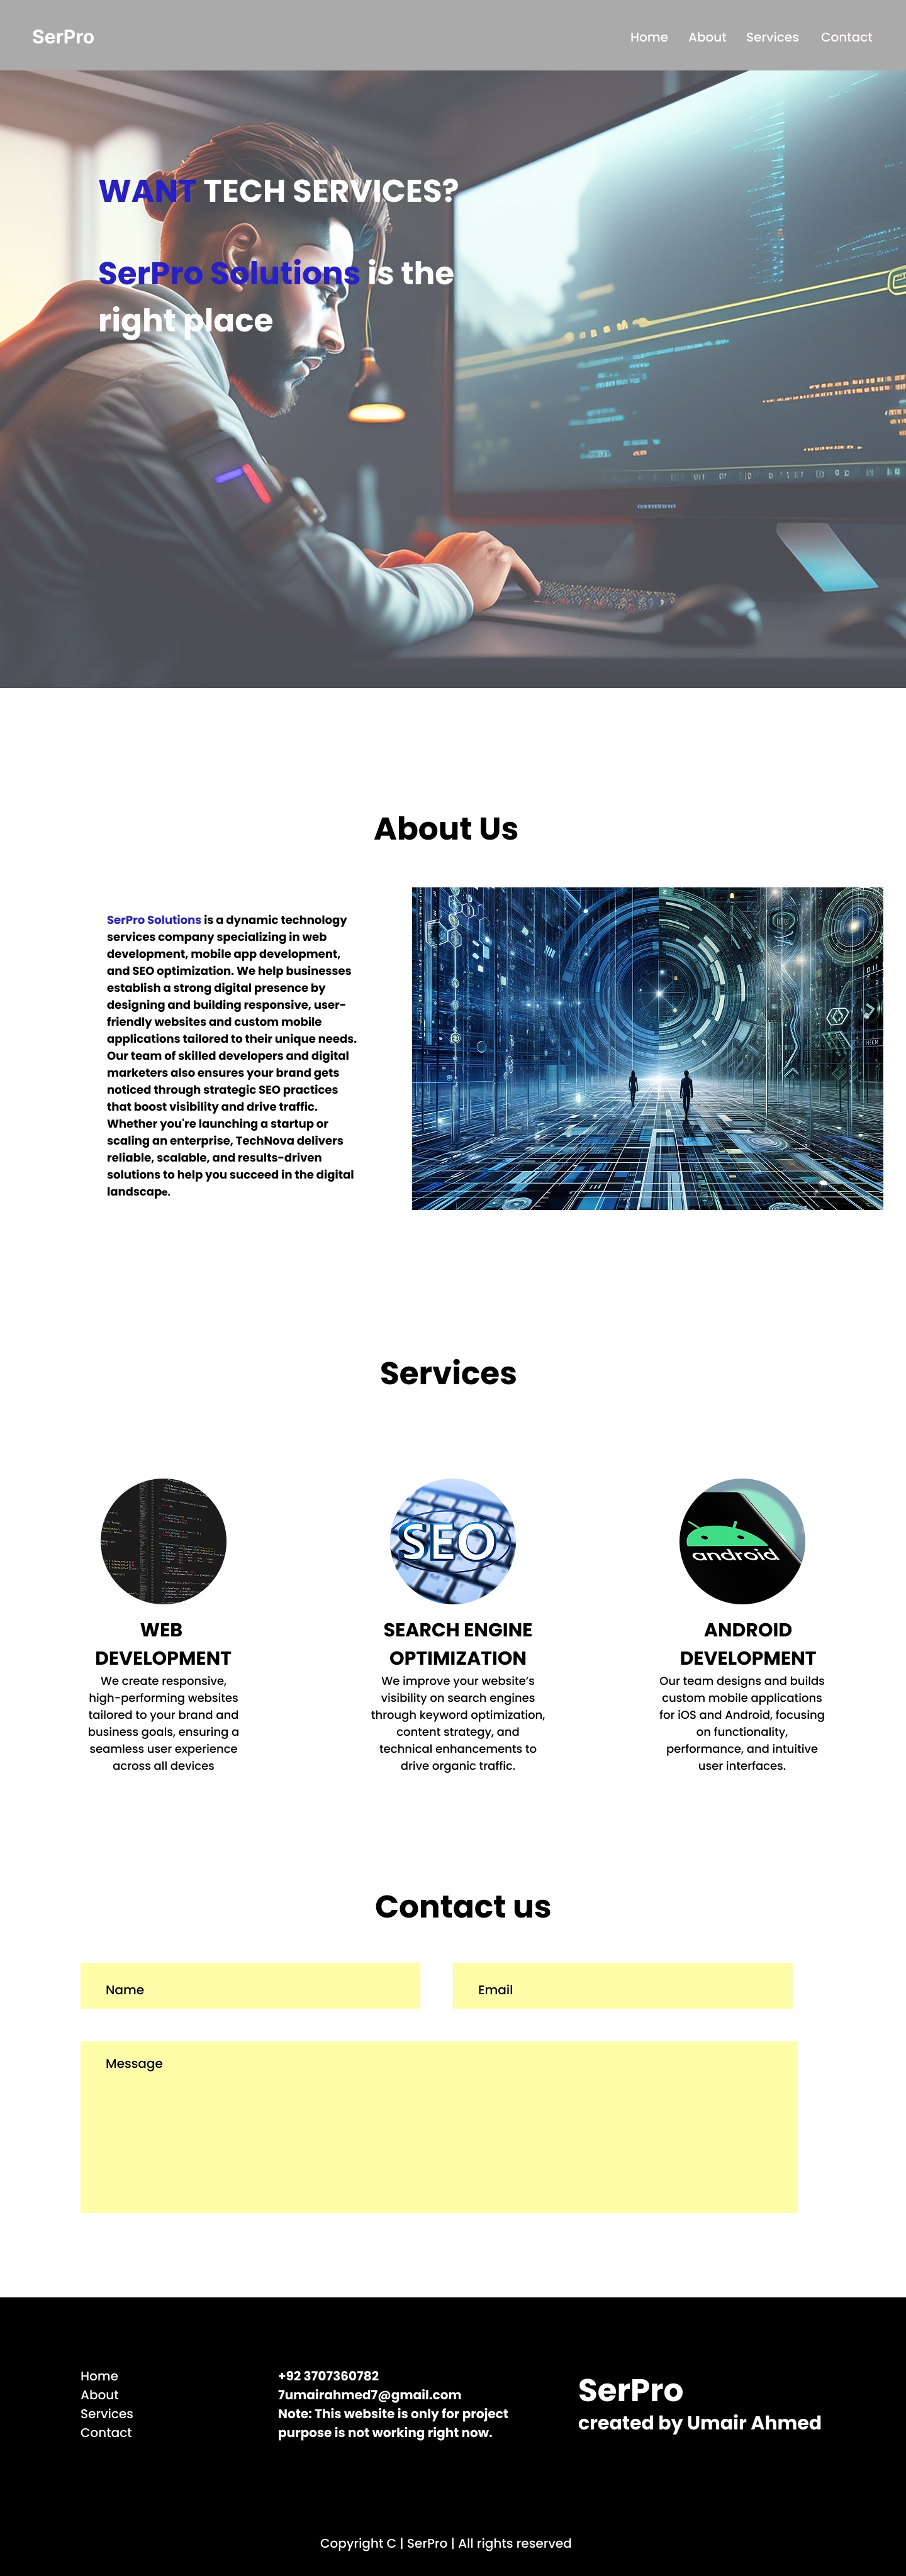 SerPro
Home About Services Contact
WANT TECH SERVICES?
SerPro Solutions is the
right place
About Us
SerPro Solutions is a dynamic technology
services company specializing in web
development, mobile app development,
and SEO optimization. We help businesses
establish a strong digital presence by
designing and building responsive, user-
friendly websites and custom mobile
applications tailored to their unique needs.
Our team of skilled developers and digital
marketers also ensures your brand gets
noticed through strategic SEO practices
that boost visibility and drive traffic.
Whether you're launching a startup or
scaling an enterprise, TechNova delivers
reliable, scalable, and results-driven
solutions to help you succeed in the digital
landscape.
Services
SEO
android
WEB
DEVELOPMENT
We create responsive,
high-performing websites
tailored to your brand and
business goals, ensuring a
seamless user experience
across all devices
SEARCH ENGINE
OPTIMIZATION
We improve your website's
visibility on search engines
through keyword optimization,
content strategy, and
technical enhancements to
drive organic traffic.
ANDROID
DEVELOPMENT
Our team designs and builds
custom mobile applications
for iOS and Android, focusing
on functionality,
performance, and intuitive
user interfaces.
Contact us
Name
Email
Message
Home
About
Services
Contact
+92 3707360782
7umairahmed7@gmail.com
Note: This website is only for project
purpose is not working right now.
SerPro
created by Umair Ahmed
Copyright C | SerPro | All rights reserved